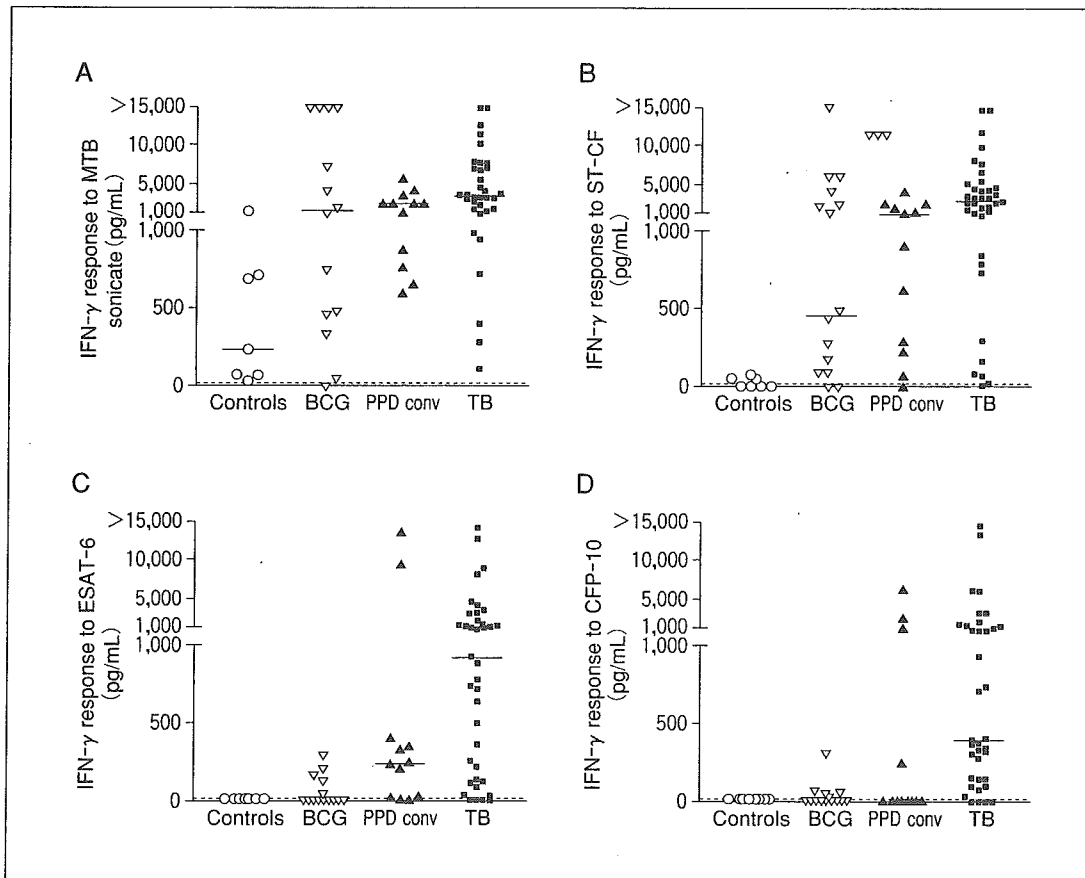 A
IFN-γ response to MTB
sonicate (pg/mL)
>15,000
10,000
5,000
1,000
1,000
500
0
Controls BCG PPD conv TB
B
IFN-γ response to ST-CF
(pg/mL)
>15,000
10,000
5,000
1,000
1,000
500
0
Controls BCG PPD conv TB
C
IFN-γ response to ESAT-6
(pg/mL)
>15,000
10,000
5,000
1,000
1,000
500
0
Controls BCG PPD conv TB
D
IFN-γ response to CFP-10
(pg/mL)
>15,000
10,000
5,000
1,000
1,000
500
0
Controls BCG PPD conv TB